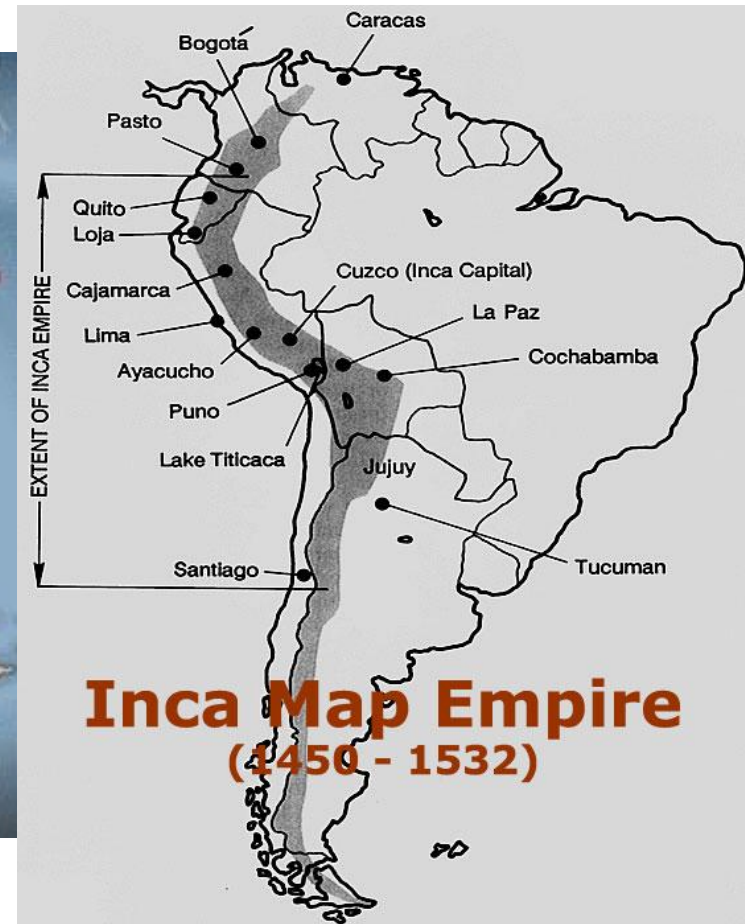 Caracas
Bogotá
Pasto
Quito
Loja
Cajamarca
Lima
Ayacucho
Puno
Lake Titicaca
Santiago
EXTENT OF INCA EMPIRE
Cuzco (Inca Capital)
La Paz
Cochabamba
Jujuy
Tucuman
Inca Map Empire
(1450 - 1532)